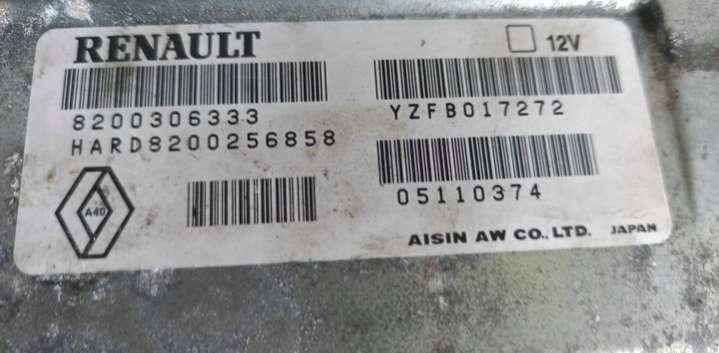 RENAULT
12V
8200306333
YZFB017272
HARD8200256858
05110374
A40
AISIN AW CO., LTD. JAPAN